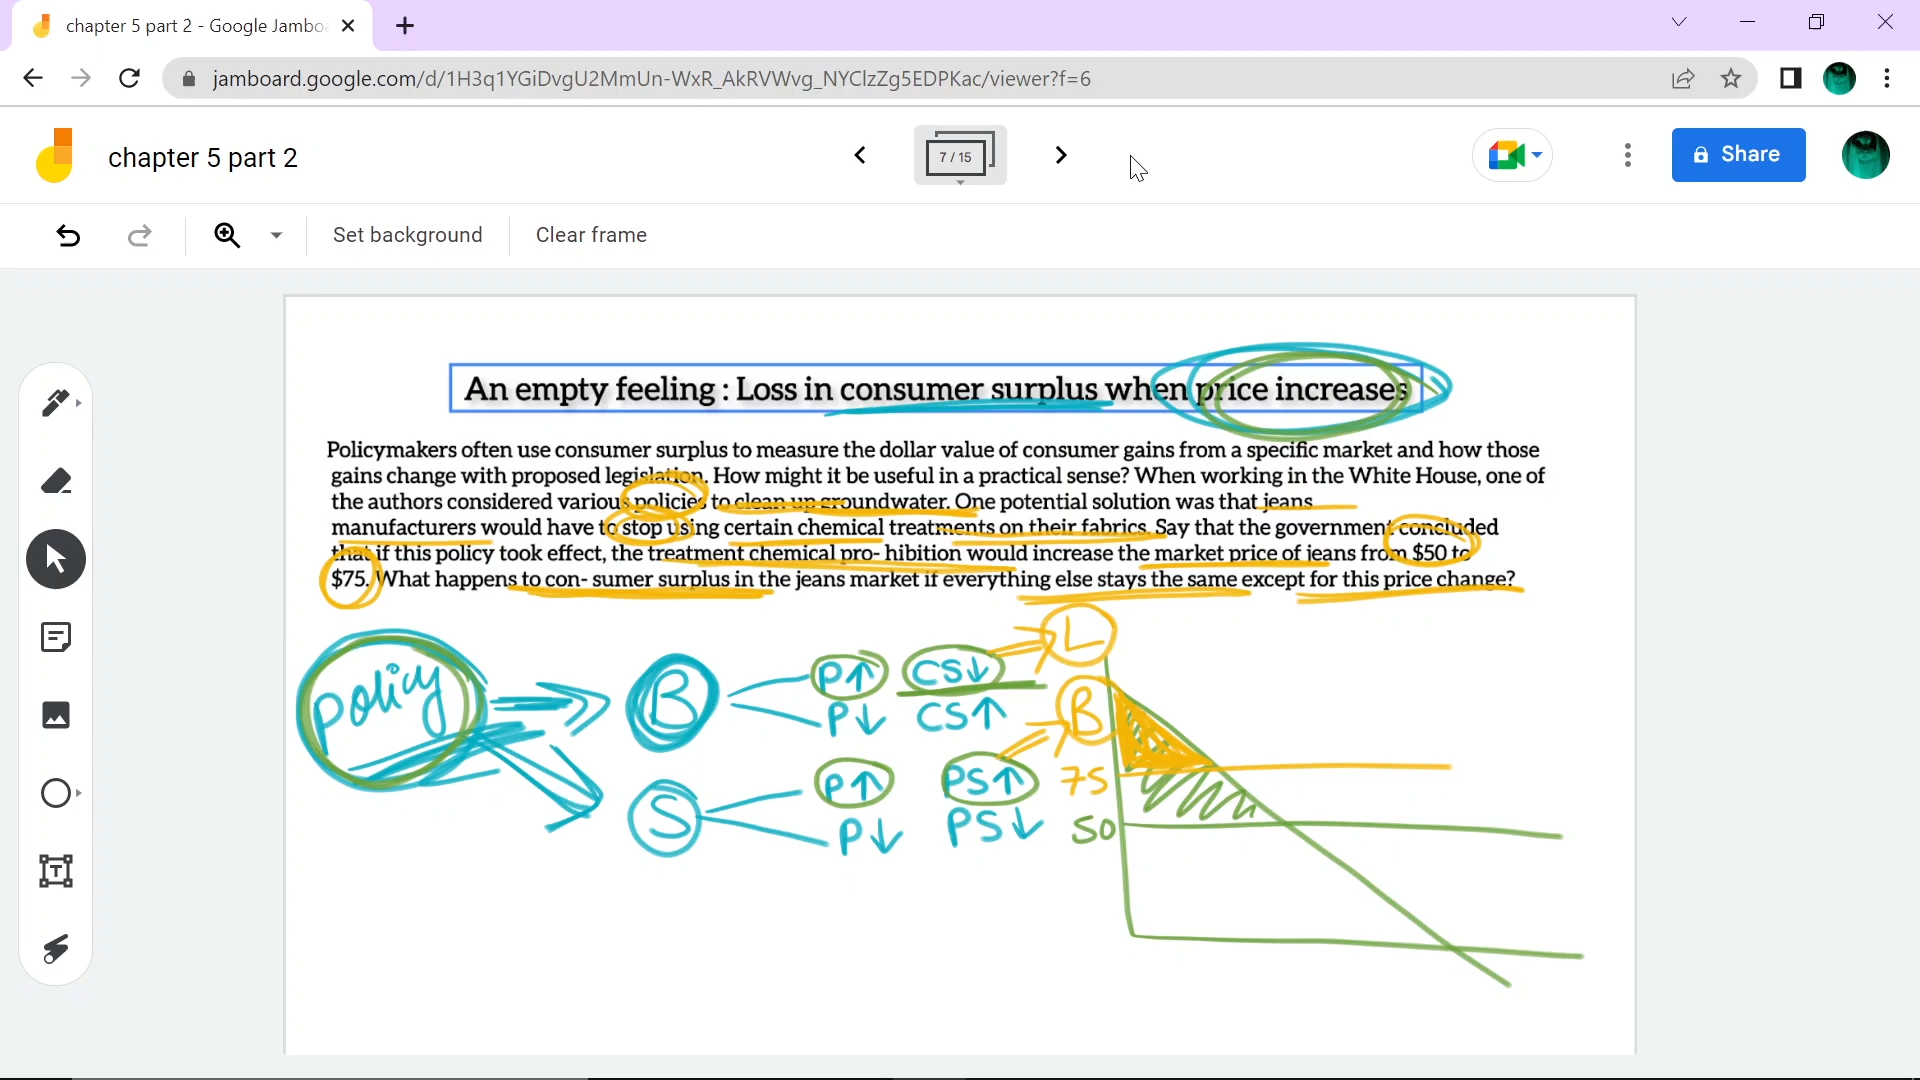 chapter 5 part 2 - Google Jambo
jamboard.google.com/d/1H3q1YGiDvgU2MmUn-WxR_AkRVWvg_NYClzZg5EDPKac/viewer?f=6
chapter 5 part 2
7 / 15
Share
Set background
Clear frame
An empty feeling : Loss in consumer surplus when price increases
Policymakers often use consumer surplus to measure the dollar value of consumer gains from a specific market and how those
gains change with proposed legislation. How might it be useful in a practical sense? When working in the White House, one of
the authors considered various policies to clean up groundwater. One potential solution was that jeans
manufacturers would have to stop using certain chemical treatments on their fabrics. Say that the government concluded
that if this policy took effect, the treatment chemical pro- hibition would increase the market price of jeans from $50 to
$75. What happens to con- sumer surplus in the jeans market if everything else stays the same except for this price change?
L
policy B P↑ CS↓
P↓ CS↑ B
S P↑ PS↑ 75
P↓ PS↓ 50
T